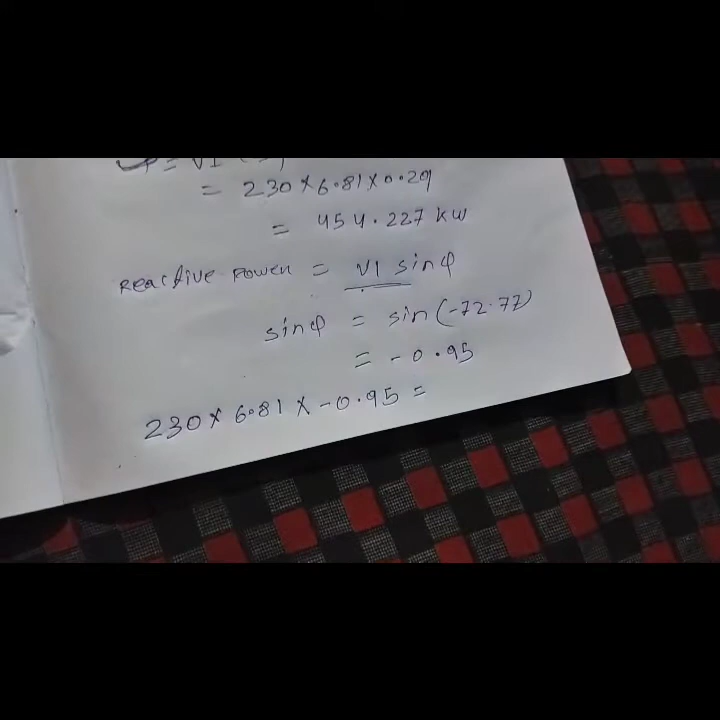 = 230 × 6.81 × 0.29
= 454.227 kw
Reactive Power = VI sinφ
sinφ = sin(-72.77)
= -0.95
230 × 6.81 × -0.95 =